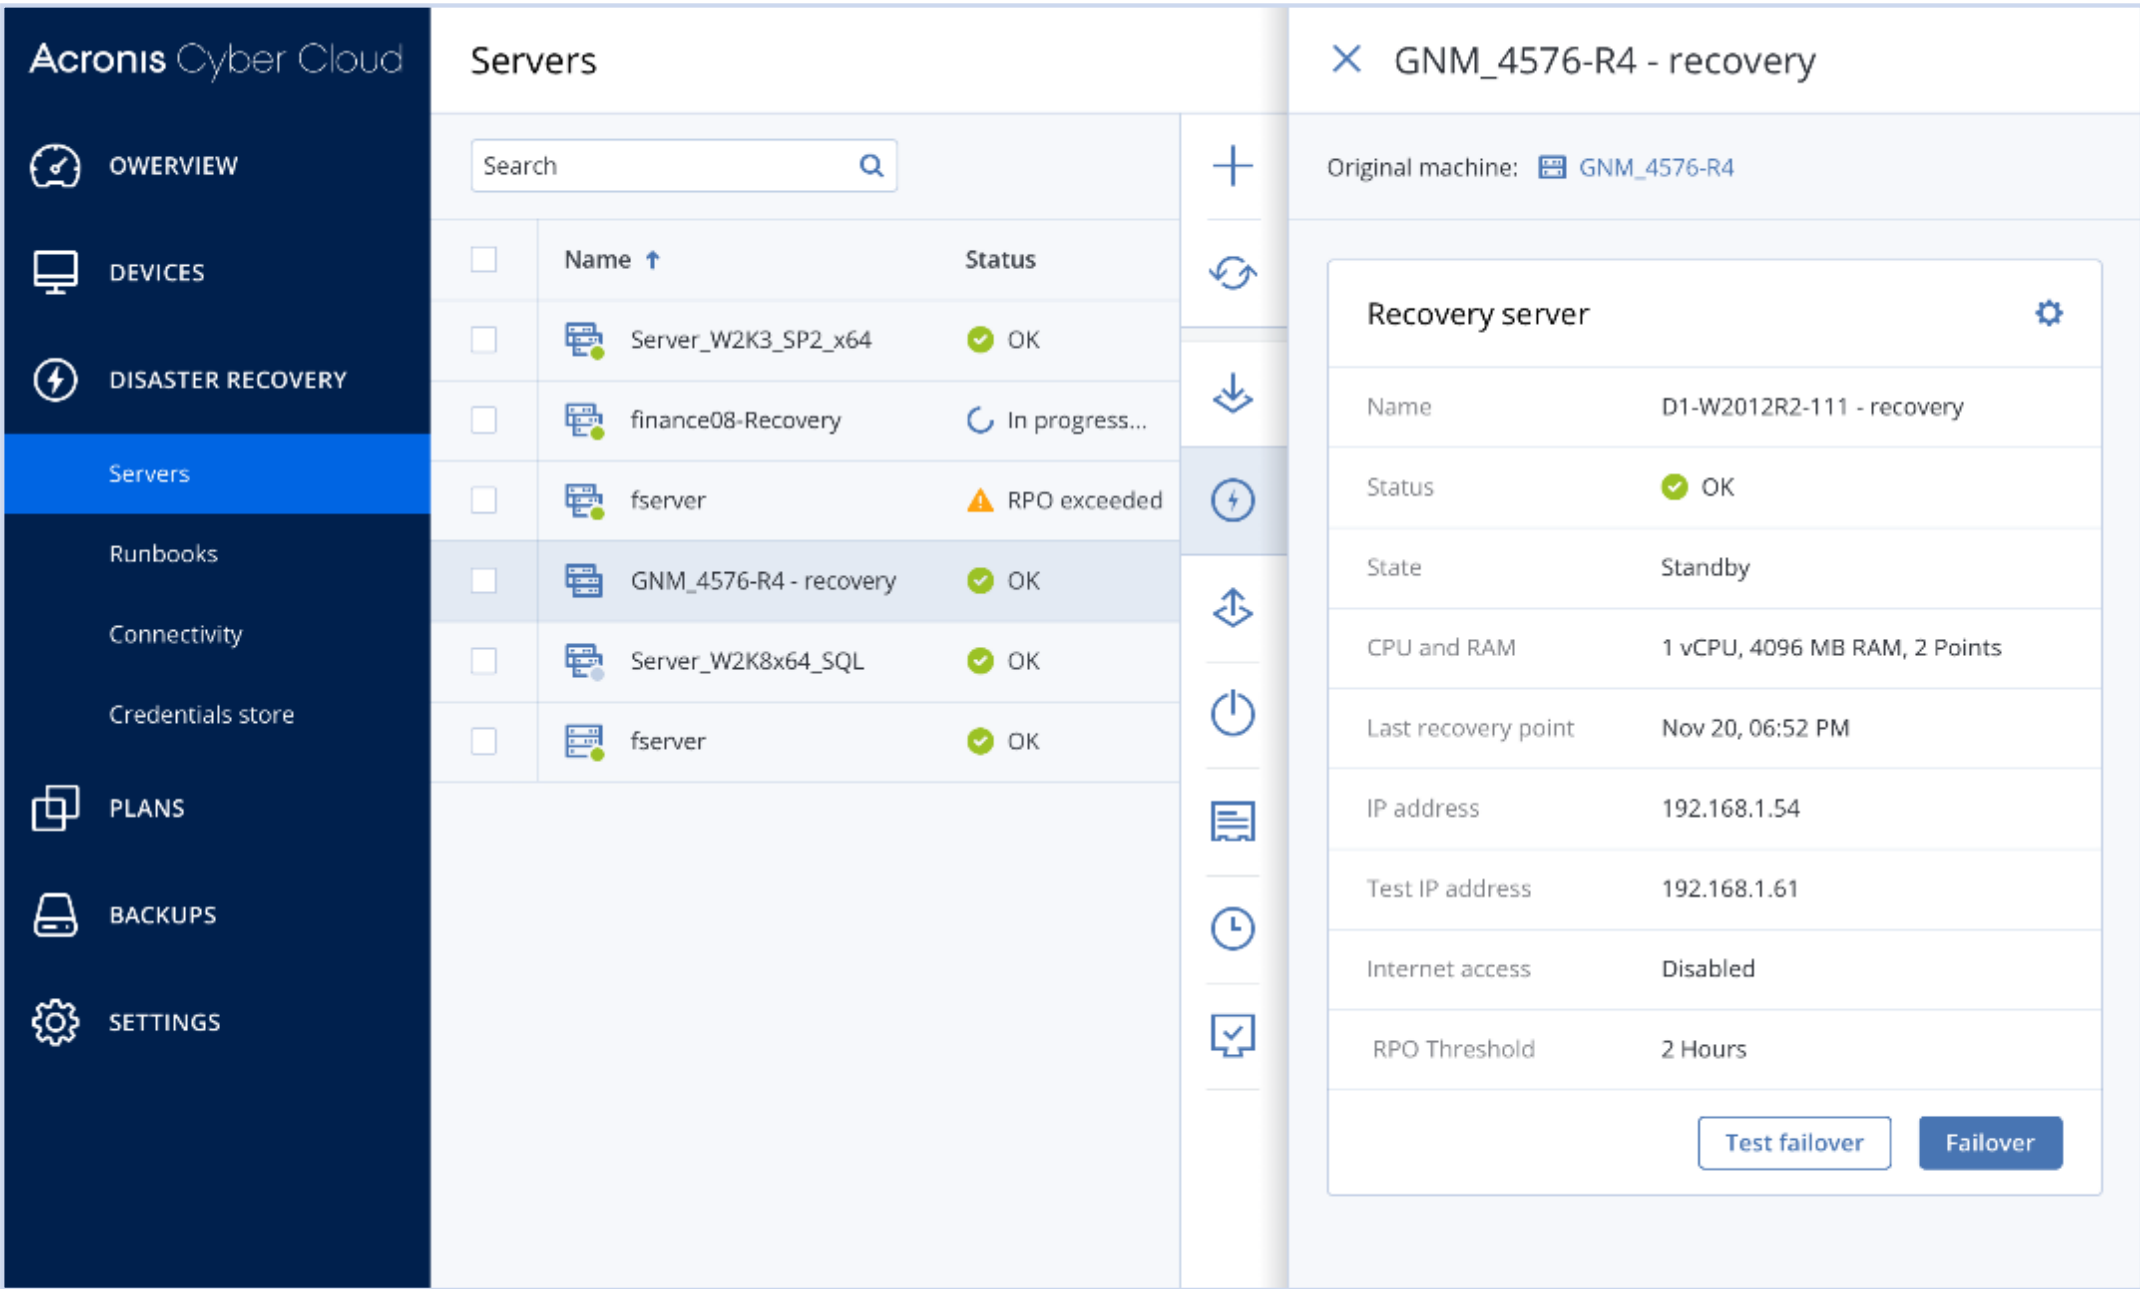 Acronis Cyber Cloud
OWERVIEW
DEVICES
DISASTER RECOVERY
Servers
Runbooks
Connectivity
Credentials store
PLANS
BACKUPS
SETTINGS
Servers
Search
Name Status
Server_W2K3_SP2_x64 OK
finance08-Recovery In progress...
fserver RPO exceeded
GNM_4576-R4 - recovery OK
Server_W2K8x64_SQL OK
fserver OK
GNM_4576-R4 - recovery
Original machine: GNM_4576-R4
Recovery server
Name D1-W2012R2-111 - recovery
Status OK
State Standby
CPU and RAM 1 vCPU, 4096 MB RAM, 2 Points
Last recovery point Nov 20, 06:52 PM
IP address 192.168.1.54
Test IP address 192.168.1.61
Internet access Disabled
RPO Threshold 2 Hours
Test failover Failover